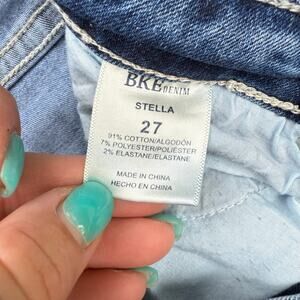 BKE DENIM
STELLA
27
91% COTTON/ALGODÓN
7% POLYESTER/POLIÉSTER
2% ELASTANE/ELASTANE
MADE IN CHINA
HECHO EN CHINA